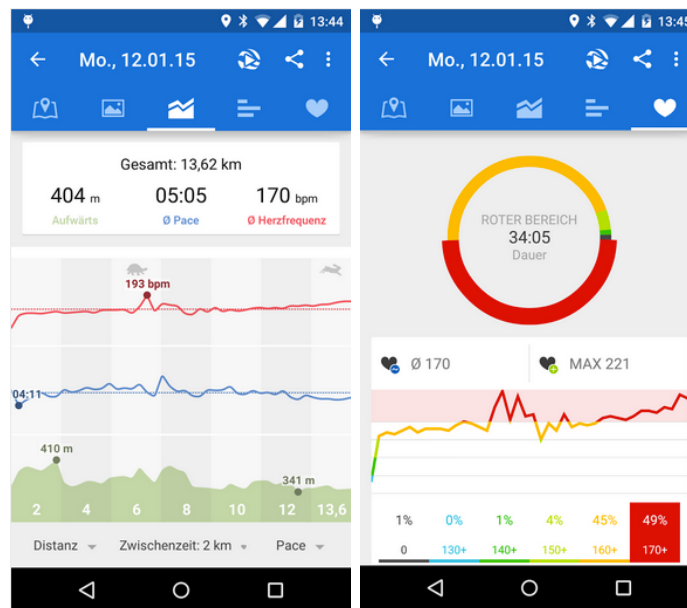 13:44
Mo., 12.01.15
Gesamt: 13,62 km
404 m 05:05 170 bpm
Aufwärts Ø Pace Ø Herzfrequenz
193 bpm
04:11
410 m
341 m
2 4 6 8 10 12 13,6
Distanz Zwischenzeit: 2 km Pace
13:45
Mo., 12.01.15
ROTER BEREICH
34:05
Dauer
Ø 170 MAX 221
1% 0% 1% 4% 45% 49%
0 130+ 140+ 150+ 160+ 170+